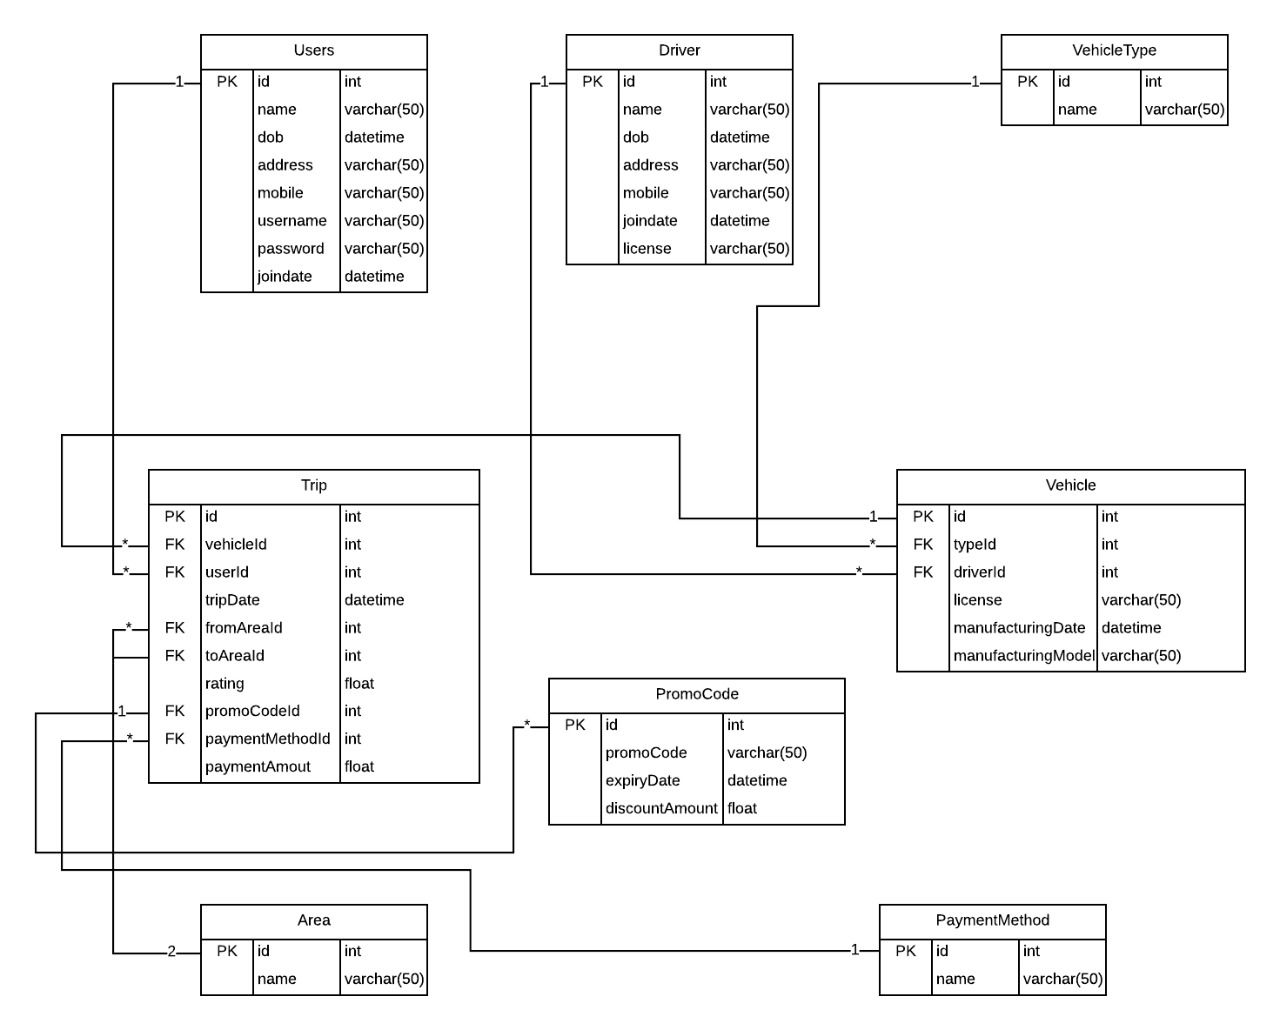 Users
1 PK id int
name varchar(50)
dob datetime
address varchar(50)
mobile varchar(50)
username varchar(50)
password varchar(50)
joindate datetime
Driver
1 PK id int
name varchar(50)
dob datetime
address varchar(50)
mobile varchar(50)
joindate datetime
license varchar(50)
VehicleType
1 PK id int
name varchar(50)
Trip
PK id int
* FK vehicleId int
* FK userId int
tripDate datetime
* FK fromAreaId int
FK toAreaId int
rating float
1 FK promoCodeId int
* FK paymentMethodId int
paymentAmout float
Vehicle
1 PK id int
* FK typeId int
* FK driverId int
license varchar(50)
manufacturingDate datetime
manufacturingModel varchar(50)
PromoCode
* PK id int
promoCode varchar(50)
expiryDate datetime
discountAmount float
Area
2 PK id int
name varchar(50)
PaymentMethod
1 PK id int
name varchar(50)